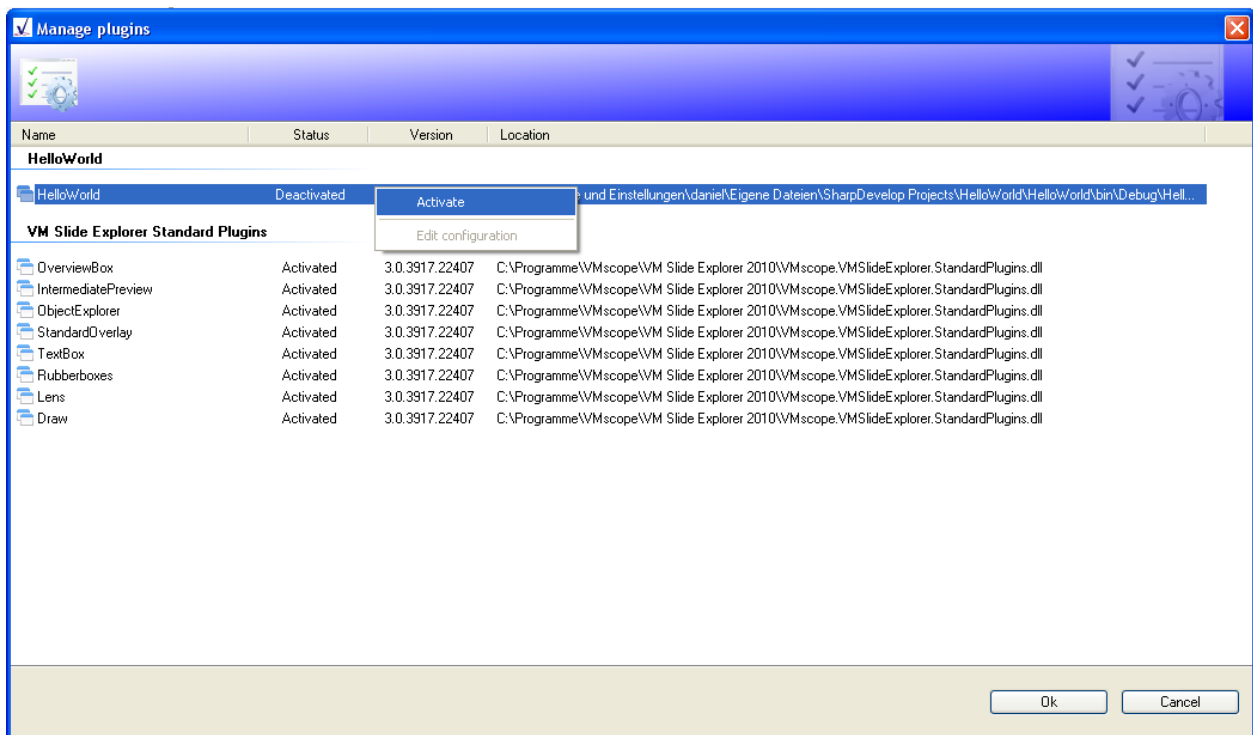 Manage plugins
Name Status Version Location
HelloWorld
HelloWorld Deactivated und Einstellungen\daniel\Eigene Dateien\SharpDevelop Projects\HelloWorld\HelloWorld\bin\Debug\Hell...
Activate
VM Slide Explorer Standard Plugins
Edit configuration
OverviewBox Activated 3.0.3917.22407 C:\Programme\VMscope\VM Slide Explorer 2010\VMscope.VMSlideExplorer.StandardPlugins.dll
IntermediatePreview Activated 3.0.3917.22407 C:\Programme\VMscope\VM Slide Explorer 2010\VMscope.VMSlideExplorer.StandardPlugins.dll
ObjectExplorer Activated 3.0.3917.22407 C:\Programme\VMscope\VM Slide Explorer 2010\VMscope.VMSlideExplorer.StandardPlugins.dll
StandardOverlay Activated 3.0.3917.22407 C:\Programme\VMscope\VM Slide Explorer 2010\VMscope.VMSlideExplorer.StandardPlugins.dll
TextBox Activated 3.0.3917.22407 C:\Programme\VMscope\VM Slide Explorer 2010\VMscope.VMSlideExplorer.StandardPlugins.dll
Rubberboxes Activated 3.0.3917.22407 C:\Programme\VMscope\VM Slide Explorer 2010\VMscope.VMSlideExplorer.StandardPlugins.dll
Lens Activated 3.0.3917.22407 C:\Programme\VMscope\VM Slide Explorer 2010\VMscope.VMSlideExplorer.StandardPlugins.dll
Draw Activated 3.0.3917.22407 C:\Programme\VMscope\VM Slide Explorer 2010\VMscope.VMSlideExplorer.StandardPlugins.dll
Ok Cancel